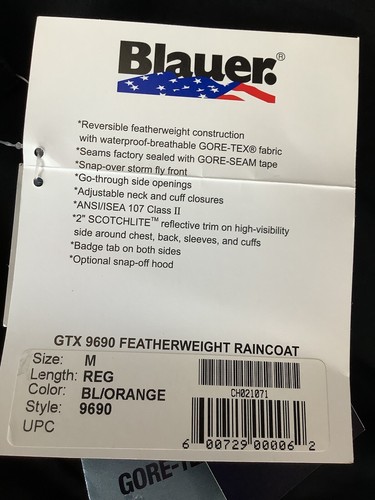 Blauer.®
*Reversible featherweight construction
with waterproof-breathable GORE-TEX® fabric
*Seams factory sealed with GORE-SEAM tape
*Snap-over storm fly front
*Go-through side openings
*Adjustable neck and cuff closures
*ANSI/ISEA 107 Class II
*2" SCOTCHLITE™ reflective trim on high-visibility
side around chest, back, sleeves, and cuffs
*Badge tab on both sides
*Optional snap-off hood
GTX 9690 FEATHERWEIGHT RAINCOAT
Size: M
Length: REG
Color: BL/ORANGE
Style: 9690
UPC
CH021071
6 00729 00006 2